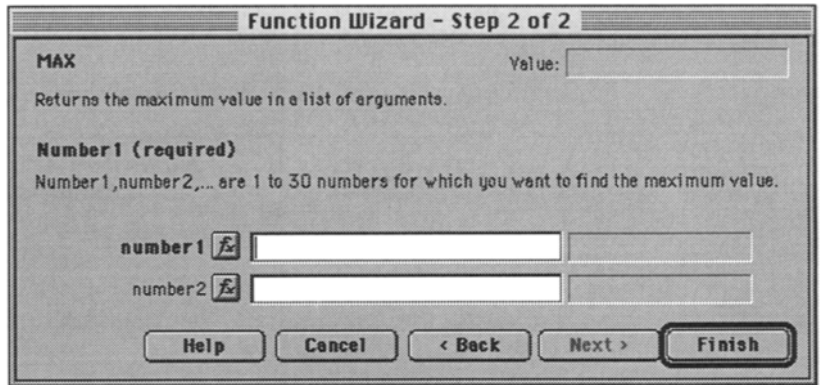 Function Wizard - Step 2 of 2
MAX Value:
Returns the maximum value in a list of arguments.
Number1 (required)
Number1,number2,... are 1 to 30 numbers for which you want to find the maximum value.
number1 fx
number2 fx
Help Cancel < Back Next > Finish